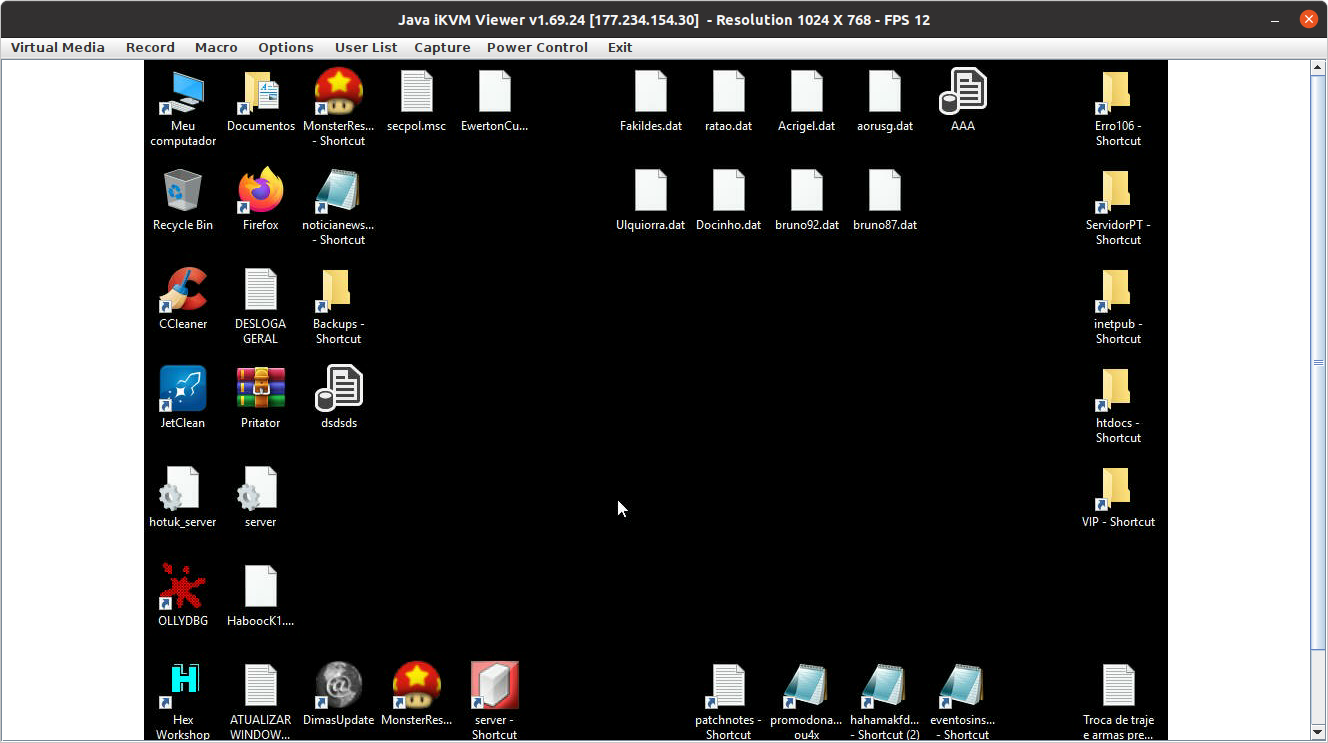 Java iKVM Viewer v1.69.24 [177.234.154.30] - Resolution 1024 X 768 - FPS 12
Virtual Media Record Macro Options User List Capture Power Control Exit
Meu
computador
Documentos
MonsterRes...
- Shortcut
secpol.msc
EwertonCu...
Fakildes.dat
ratao.dat
Acrigel.dat
aorusg.dat
AAA
Erro106 -
Shortcut
Recycle Bin
Firefox
noticianews...
- Shortcut
Ulquiorra.dat
Docinho.dat
bruno92.dat
bruno87.dat
ServidorPT -
Shortcut
CCleaner
DESLOGA
GERAL
Backups -
Shortcut
inetpub -
Shortcut
JetClean
Pritator
dsdsds
htdocs -
Shortcut
hotuk_server
server
VIP - Shortcut
OLLYDBG
HaboocK1....
Hex
Workshop
ATUALIZAR
WINDOW...
DimasUpdate
MonsterRes...
server -
Shortcut
patchnotes -
Shortcut
promodona...
ou4x
hahamakfd...
- Shortcut (2)
eventosins...
- Shortcut
Troca de traje
e armas pre...